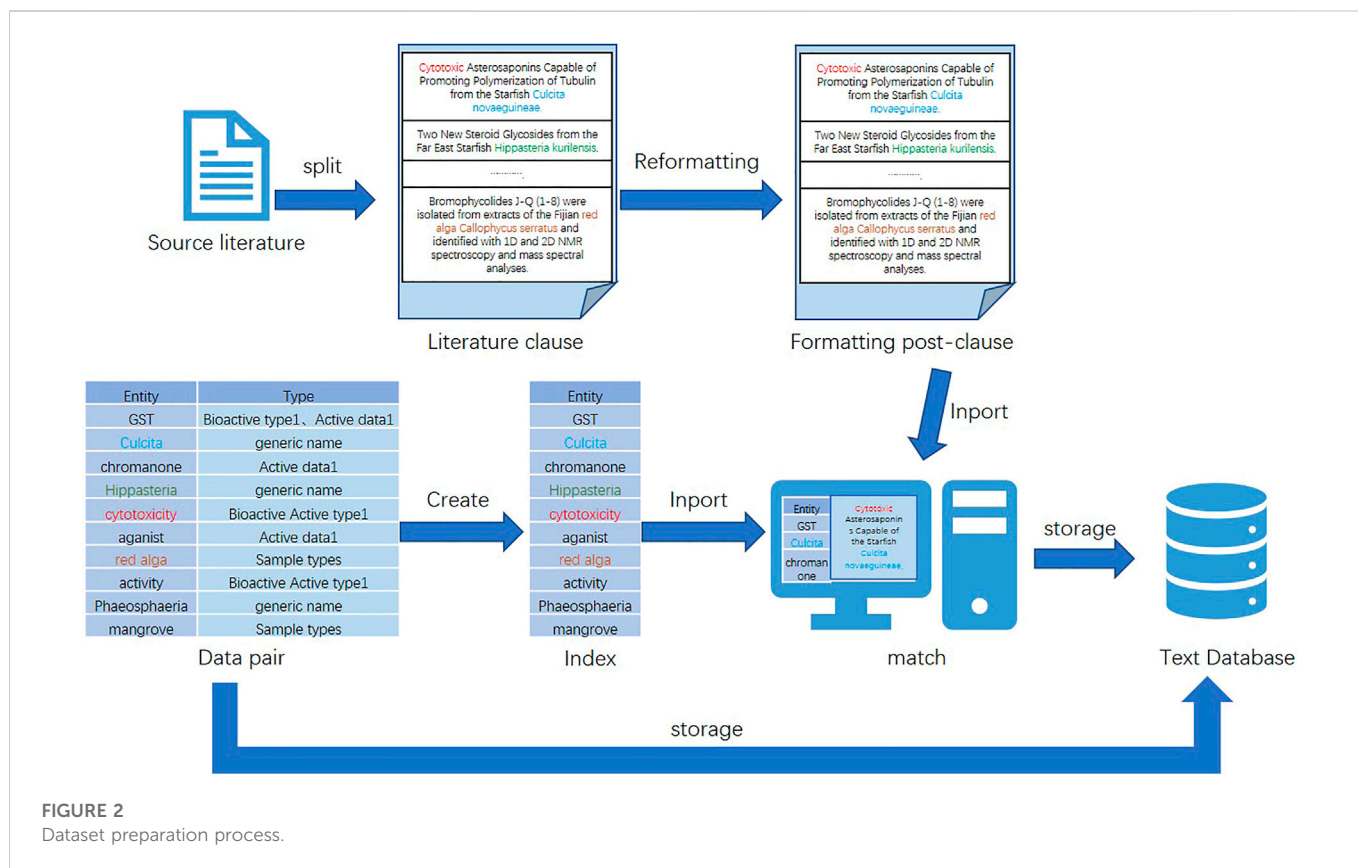 Cytotoxic Asterosaponins Capable of
Promoting Polymerization of Tubulin
from the Starfish Culcita
novaeguineae.
Two New Steroid Glycosides from the
Far East Starfish Hippasteria kurilensis.
............
Bromophycolides J-Q (1-8) were
isolated from extracts of the Fijian red
alga Callophycus serratus and
identified with 1D and 2D NMR
spectroscopy and mass spectral
analyses.
Cytotoxic Asterosaponins Capable of
Promoting Polymerization of Tubulin
from the Starfish Culcita
novaeguineae.
Two New Steroid Glycosides from the
Far East Starfish Hippasteria kurilensis.
............
Bromophycolides J-Q (1-8) were
isolated from extracts of the Fijian red
alga Callophycus serratus and
identified with 1D and 2D NMR
spectroscopy and mass spectral
analyses.
split
Reformatting
Source literature
Literature clause
Formatting post-clause
Inport
Entity Type
GST Bioactive type1、Active data1
Culcita generic name
chromanone Active data1
Hippasteria generic name
cytotoxicity Bioactive Active type1
aganist Active data1
red alga Sample types
activity Bioactive Active type1
Phaeosphaeria generic name
mangrove Sample types
Data pair
Create
Entity
GST
Culcita
chromanone
Hippasteria
cytotoxicity
aganist
red alga
activity
Phaeosphaeria
mangrove
Index
Inport
Entity
GST
Culcita
chroman
one
Cytotoxic
Asterosaponin
s Capable of
the Starfish
Culcita
novaeguineae.
match
storage
Text Database
storage
FIGURE 2
Dataset preparation process.